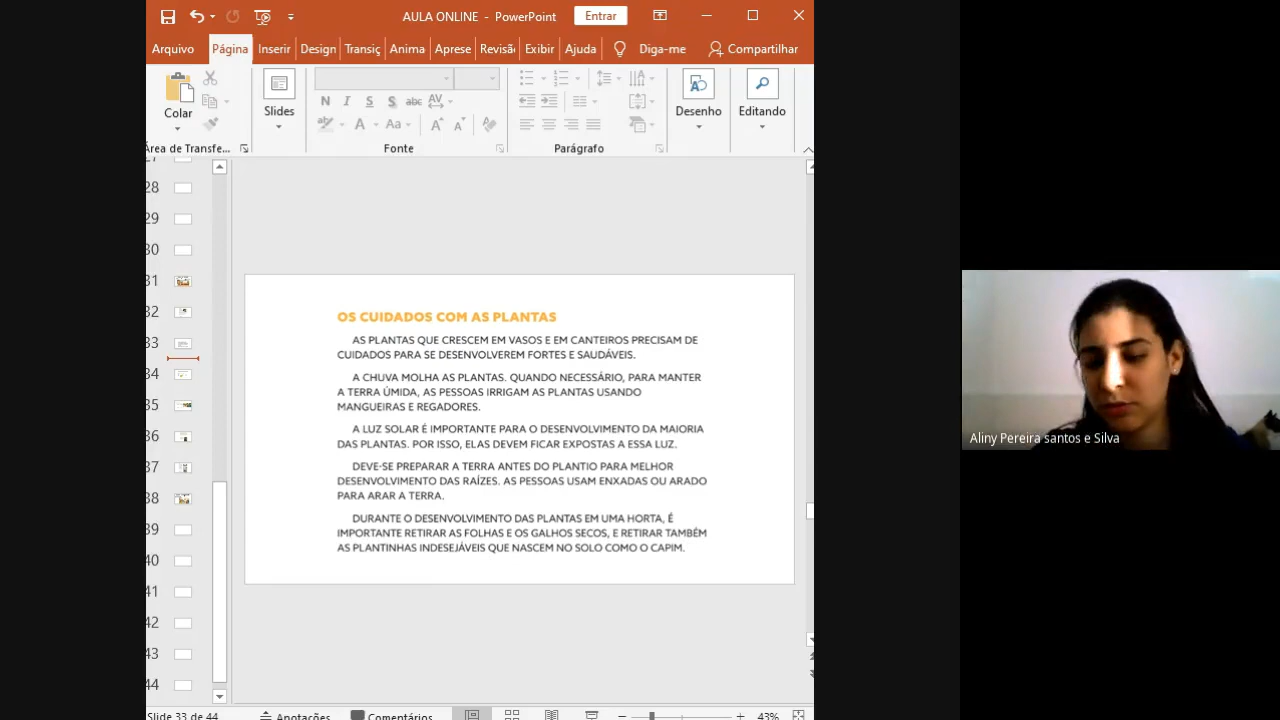 AULA ONLINE - PowerPoint
Entrar
Arquivo Página Inserir Design Transiç Anima Aprese Revisã Exibir Ajuda Diga-me Compartilhar
Colar
Slides
N I S S abc AV
A Aa A A
Desenho
Editando
Área de Transfe...
Fonte
Parágrafo
28
29
30
31
32
33
34
35
36
37
38
39
40
41
42
43
44
OS CUIDADOS COM AS PLANTAS
AS PLANTAS QUE CRESCEM EM VASOS E EM CANTEIROS PRECISAM DE
CUIDADOS PARA SE DESENVOLVEREM FORTES E SAUDÁVEIS.
A CHUVA MOLHA AS PLANTAS. QUANDO NECESSÁRIO, PARA MANTER
A TERRA ÚMIDA, AS PESSOAS IRRIGAM AS PLANTAS USANDO
MANGUEIRAS E REGADORES.
A LUZ SOLAR É IMPORTANTE PARA O DESENVOLVIMENTO DA MAIORIA
DAS PLANTAS. POR ISSO, ELAS DEVEM FICAR EXPOSTAS A ESSA LUZ.
DEVE-SE PREPARAR A TERRA ANTES DO PLANTIO PARA MELHOR
DESENVOLVIMENTO DAS RAÍZES. AS PESSOAS USAM ENXADAS OU ARADO
PARA ARAR A TERRA.
DURANTE O DESENVOLVIMENTO DAS PLANTAS EM UMA HORTA, É
IMPORTANTE RETIRAR AS FOLHAS E OS GALHOS SECOS, E RETIRAR TAMBÉM
AS PLANTINHAS INDESEJÁVEIS QUE NASCEM NO SOLO COMO O CAPIM.
Aliny Pereira santos e Silva
Slide 33 de 44 Anotações Comentários 43%